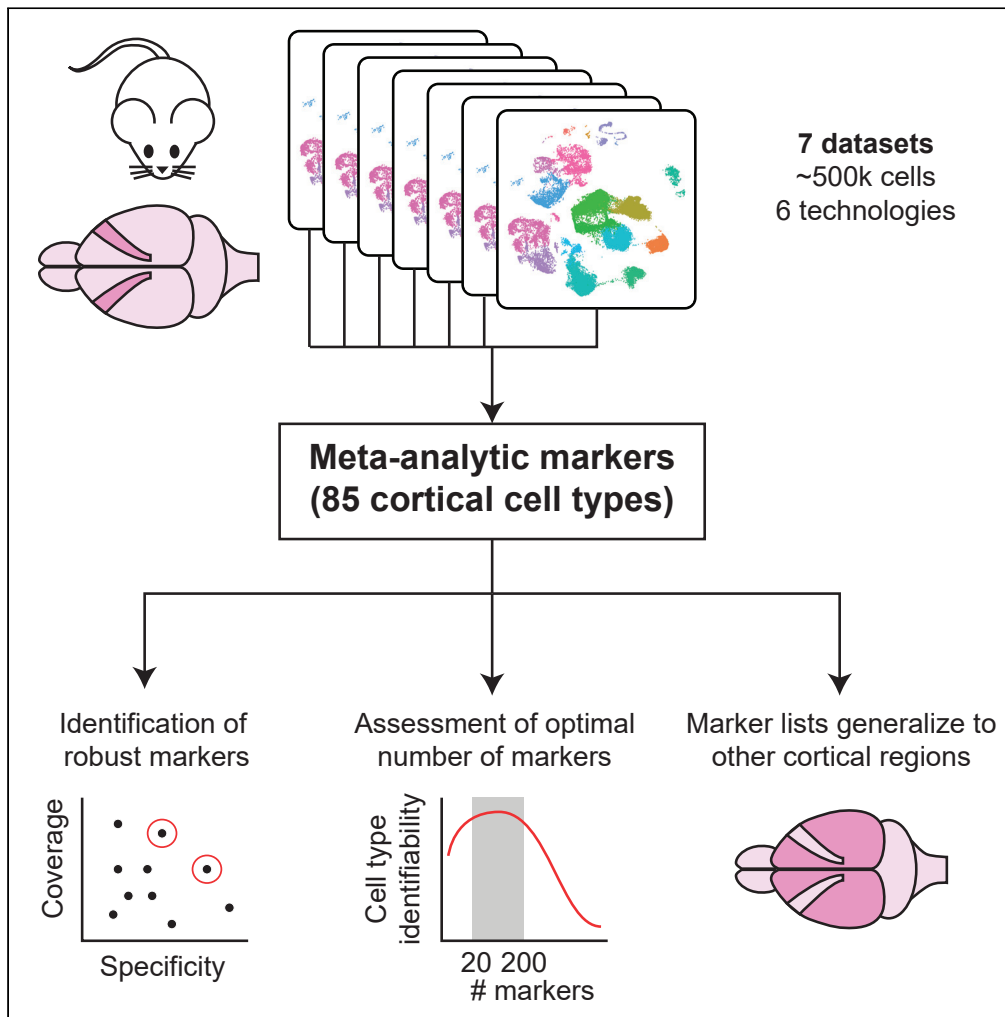 7 datasets
~500k cells
6 technologies
Meta-analytic markers
(85 cortical cell types)
Identification of
robust markers
Assessment of optimal
number of markers
Marker lists generalize to
other cortical regions
Coverage
Specificity
Cell type
identifiability
20 200
# markers